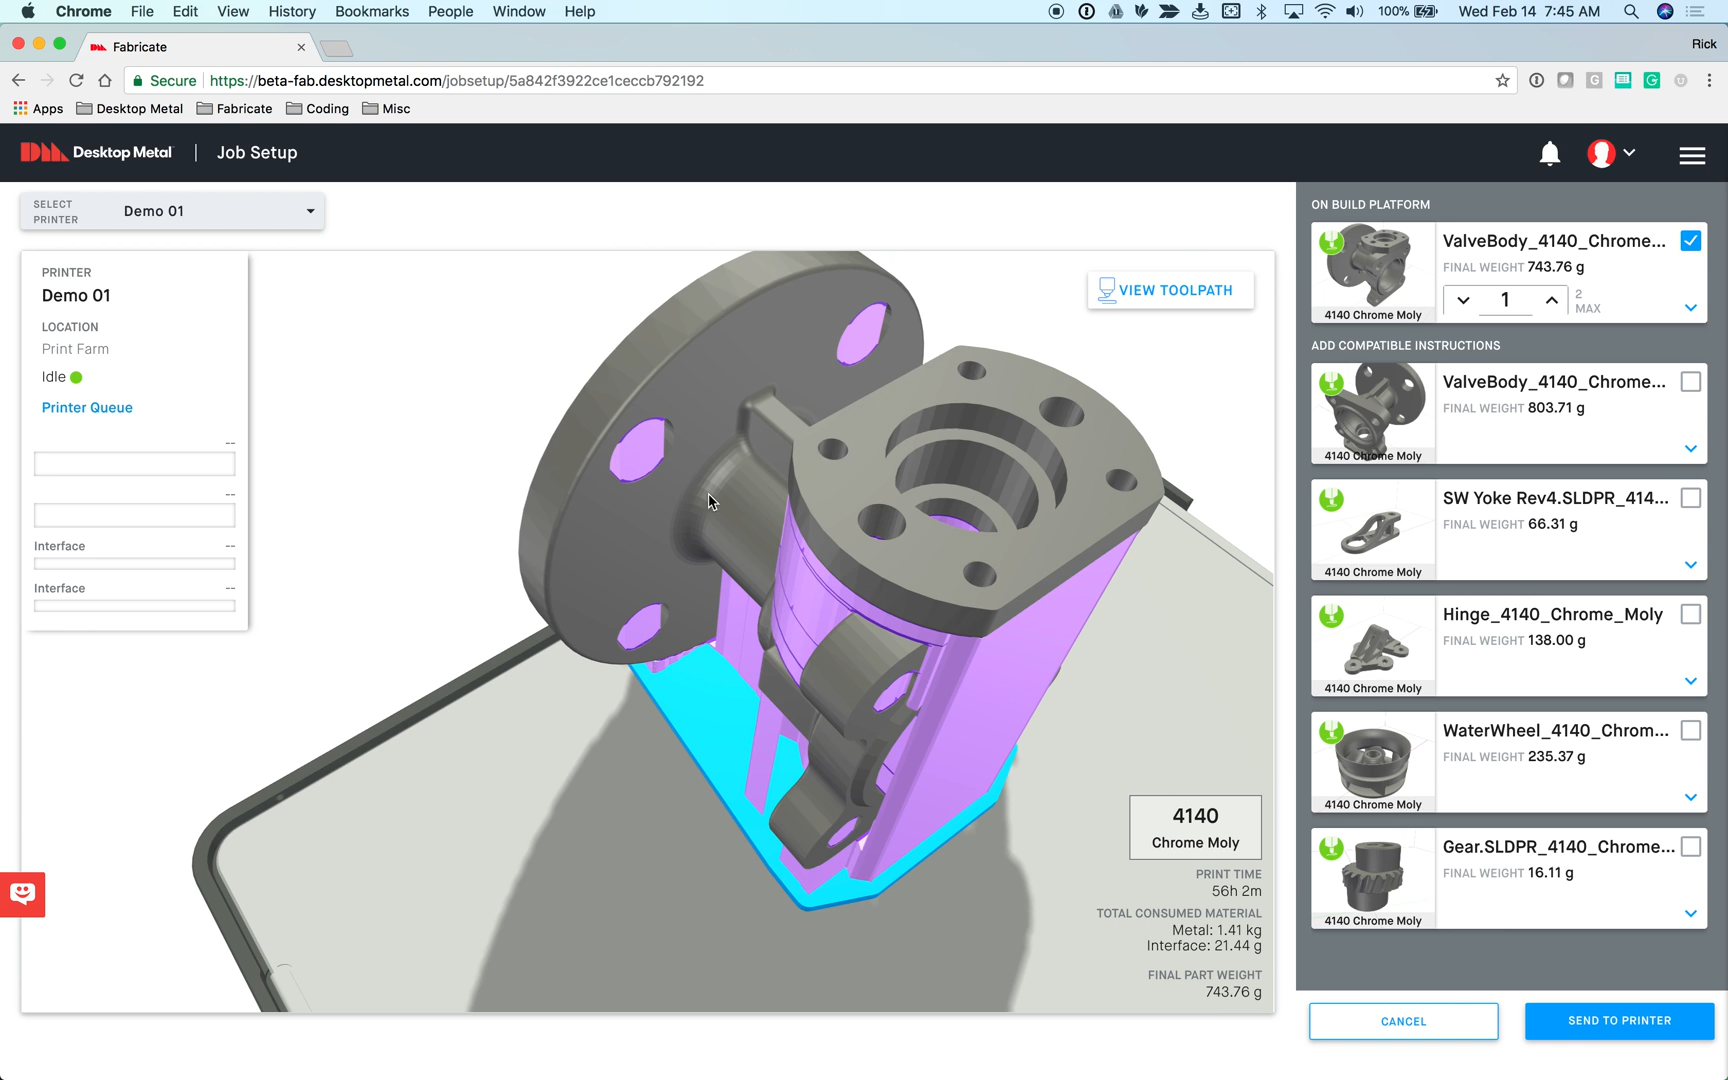 Chrome File Edit View History Bookmarks People Window Help 100% Wed Feb 14 7:45 AM
Fabricate
Rick
Secure https://beta-fab.desktopmetal.com/jobsetup/5a842f3922ce1ceccb792192
Apps Desktop Metal Fabricate Coding Misc
Desktop Metal | Job Setup
SELECT PRINTER
Demo 01
PRINTER
Demo 01
LOCATION
Print Farm
Idle
Printer Queue
--
--
Interface --
Interface --
VIEW TOOLPATH
4140
Chrome Moly
PRINT TIME
56h 2m
TOTAL CONSUMED MATERIAL
Metal: 1.41 kg
Interface: 21.44 g
FINAL PART WEIGHT
743.76 g
ON BUILD PLATFORM
ValveBody_4140_Chrome...
FINAL WEIGHT 743.76 g
1
2
MAX
4140 Chrome Moly
ADD COMPATIBLE INSTRUCTIONS
ValveBody_4140_Chrome...
FINAL WEIGHT 803.71 g
4140 Chrome Moly
SW Yoke Rev4.SLDPR_414...
FINAL WEIGHT 66.31 g
4140 Chrome Moly
Hinge_4140_Chrome_Moly
FINAL WEIGHT 138.00 g
4140 Chrome Moly
WaterWheel_4140_Chrom...
FINAL WEIGHT 235.37 g
4140 Chrome Moly
Gear.SLDPR_4140_Chrome...
FINAL WEIGHT 16.11 g
4140 Chrome Moly
CANCEL
SEND TO PRINTER